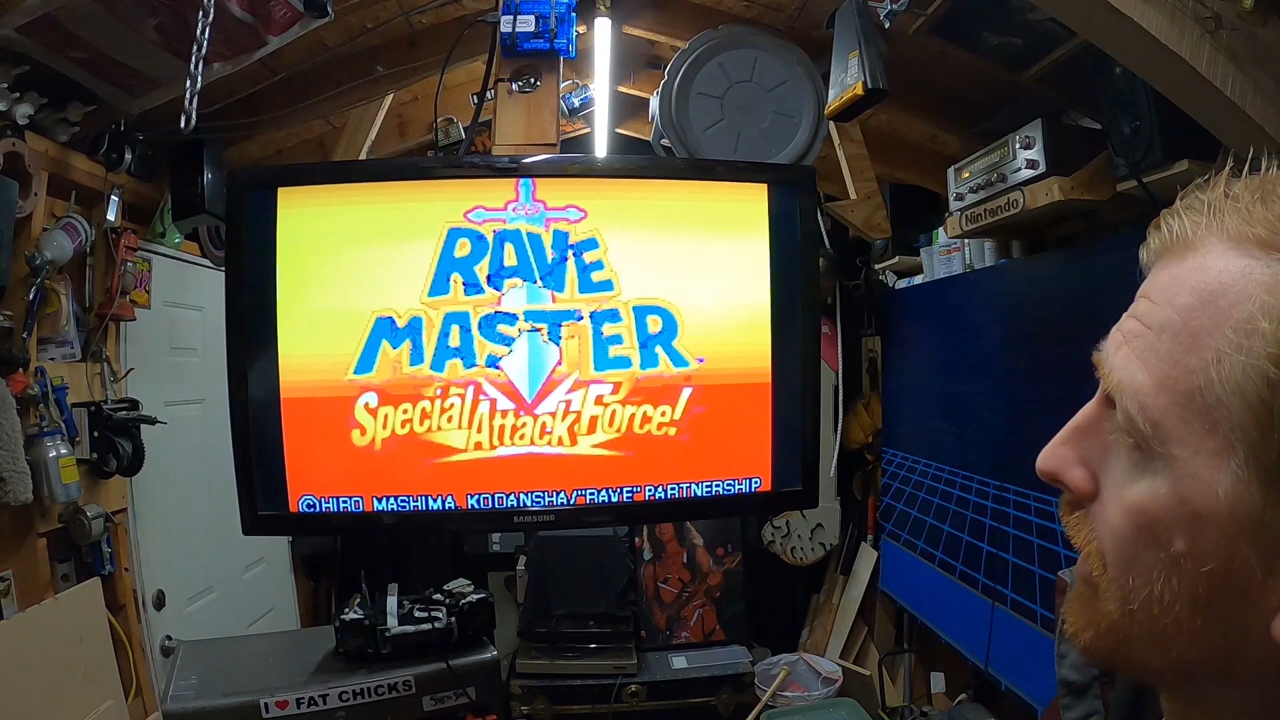 RAVE
MASTER
Special Attack Force!
©HIRO MASHIMA, KODANSHA/"RAVE" PARTNERSHIP
SAMSUNG
Nintendo
I ♥ FAT CHICKS